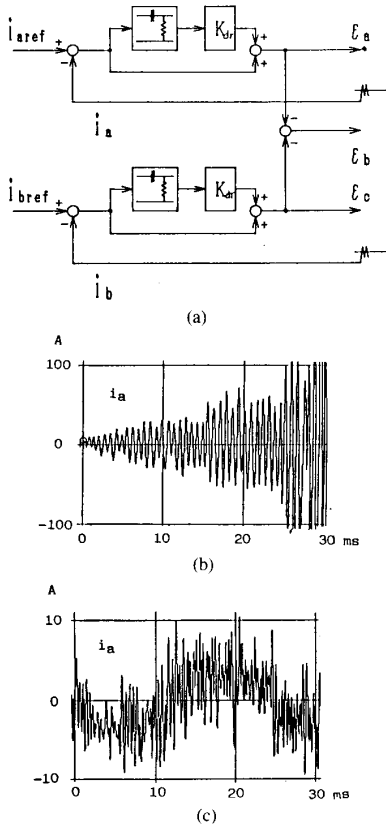 i_aref + - K_dr + + ε_a
i_a - - ε_b
i_bref + - K_dr + + ε_c
i_b
(a)
A
100
i_a
0
-100
0 10 20 30 ms
(b)
A
10
i_a
0
-10
0 10 20 30 ms
(c)